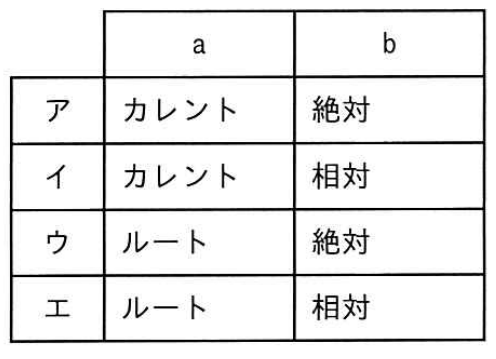 a b
ア カレント 絶対
イ カレント 相対
ウ ルート 絶対
エ ルート 相対